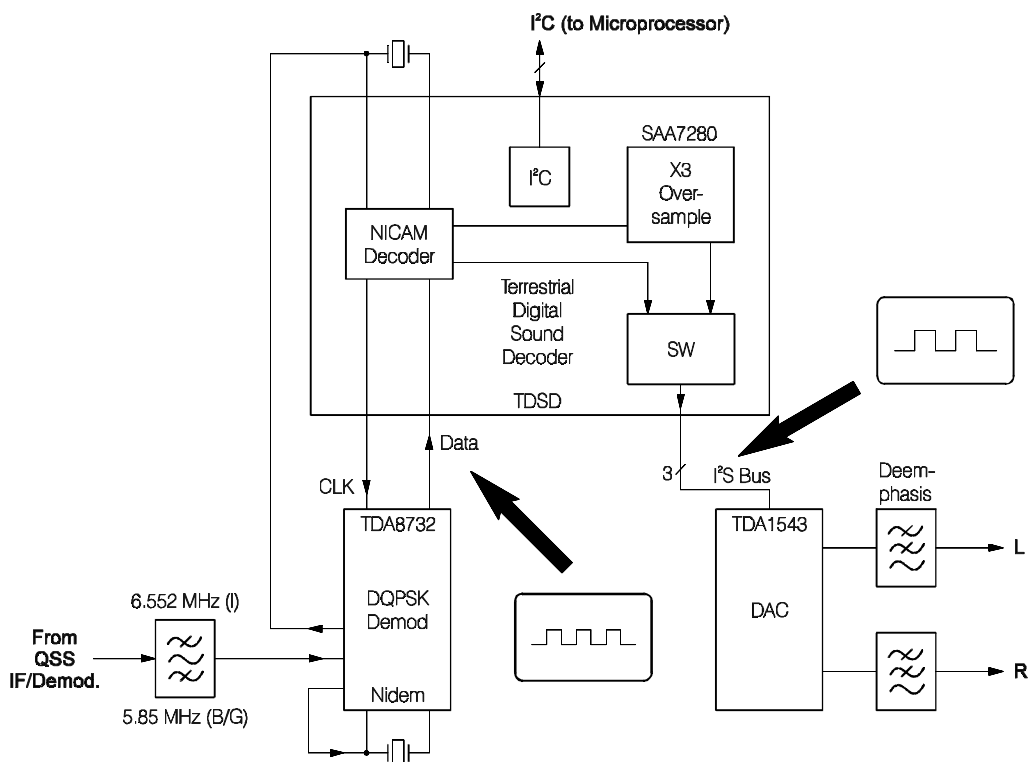 I²C (to Microprocessor)
SAA7280
I²C
X3
Over-
sample
NICAM
Decoder
Terrestrial
Digital
Sound
Decoder
SW
TDSD
Data
3
I²S Bus
CLK
Deem-
phasis
TDA8732
TDA1543
L
6.552 MHz (I)
DQPSK
Demod
DAC
From
QSS
IF/Demod.
R
Nidem
5.85 MHz (B/G)